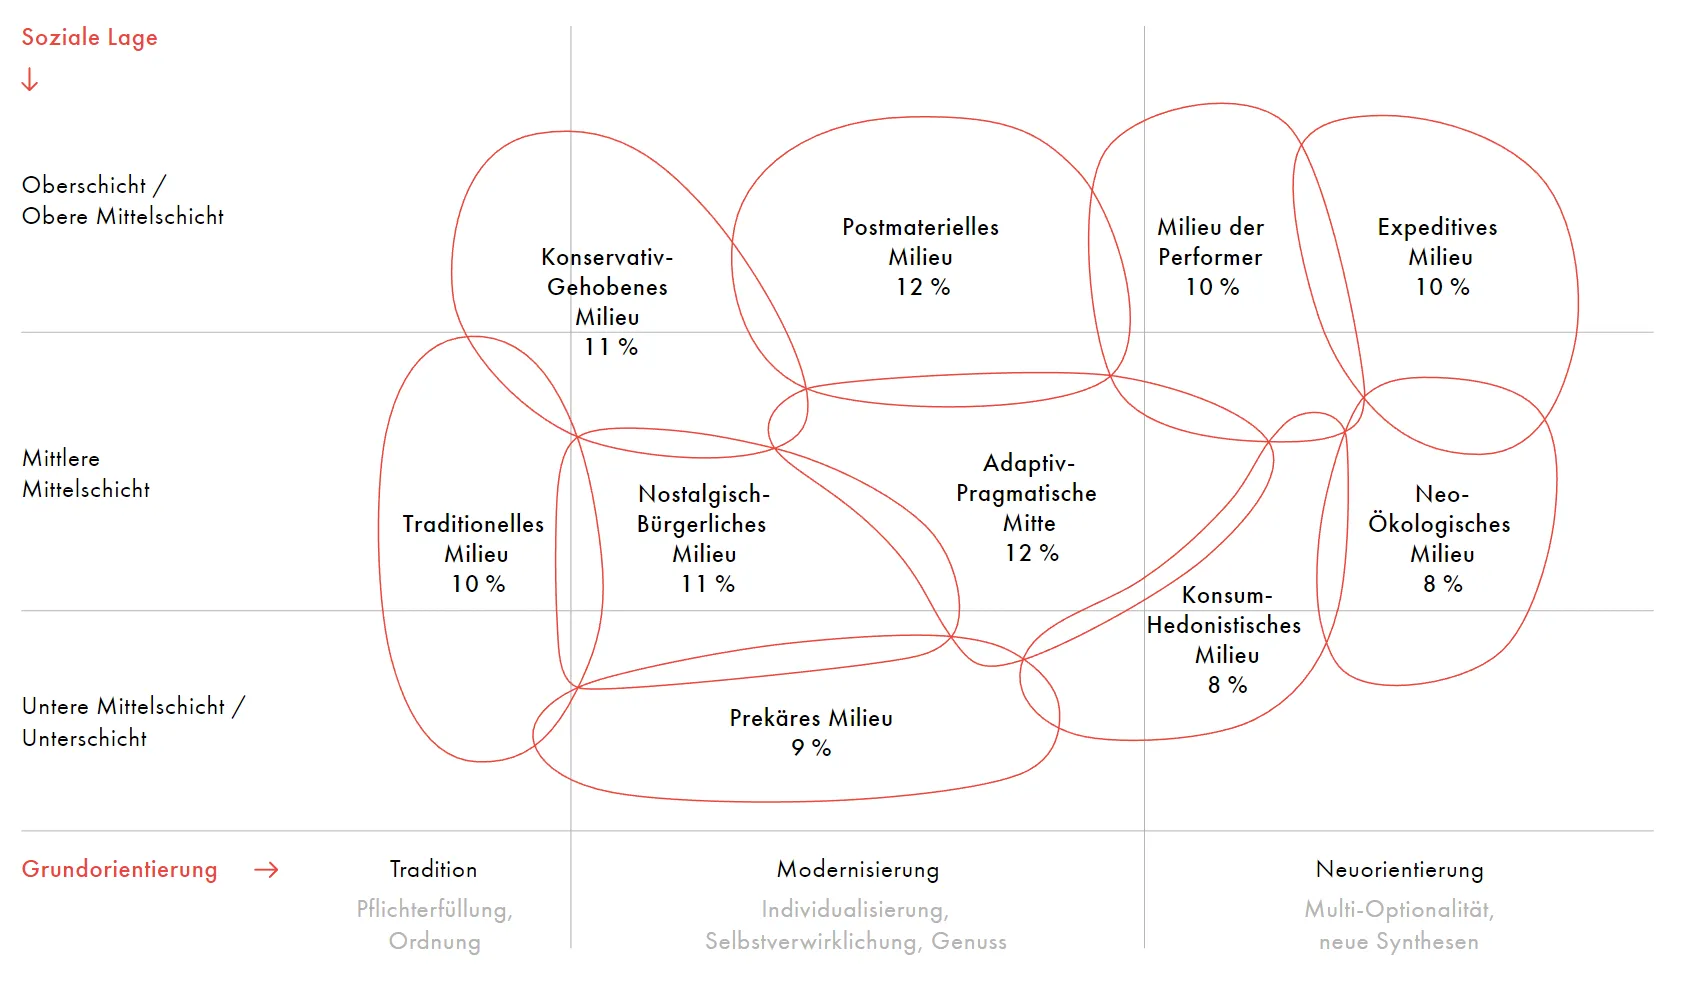 Soziale Lage
↓
Oberschicht /
Obere Mittelschicht
Konservativ-
Gehobenes
Milieu
11 %
Postmaterielles
Milieu
12 %
Milieu der
Performer
10 %
Expeditives
Milieu
10 %
Mittlere
Mittelschicht
Traditionelles
Milieu
10 %
Nostalgisch-
Bürgerliches
Milieu
11 %
Adaptiv-
Pragmatische
Mitte
12 %
Neo-
Ökologisches
Milieu
8 %
Konsum-
Hedonistisches
Milieu
8 %
Untere Mittelschicht /
Unterschicht
Prekäres Milieu
9 %
Grundorientierung →
Tradition
Pflichterfüllung,
Ordnung
Modernisierung
Individualisierung,
Selbstverwirklichung, Genuss
Neuorientierung
Multi-Optionalität,
neue Synthesen